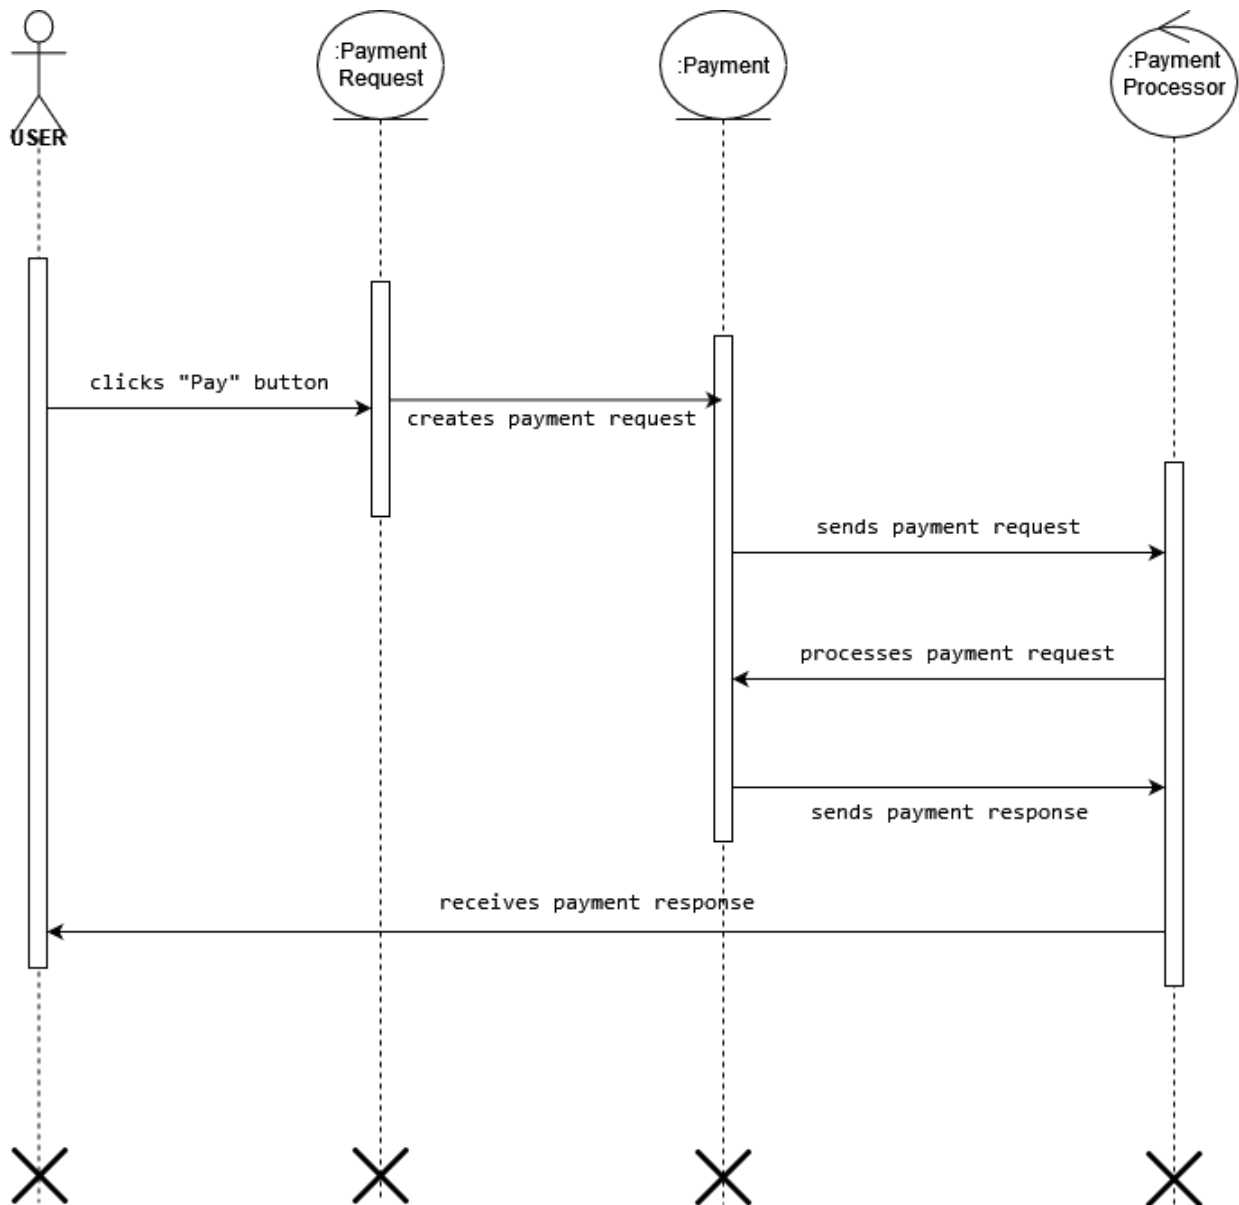 :Payment
Request
:Payment
:Payment
Processor
USER
clicks "Pay" button
creates payment request
sends payment request
processes payment request
sends payment response
receives payment response